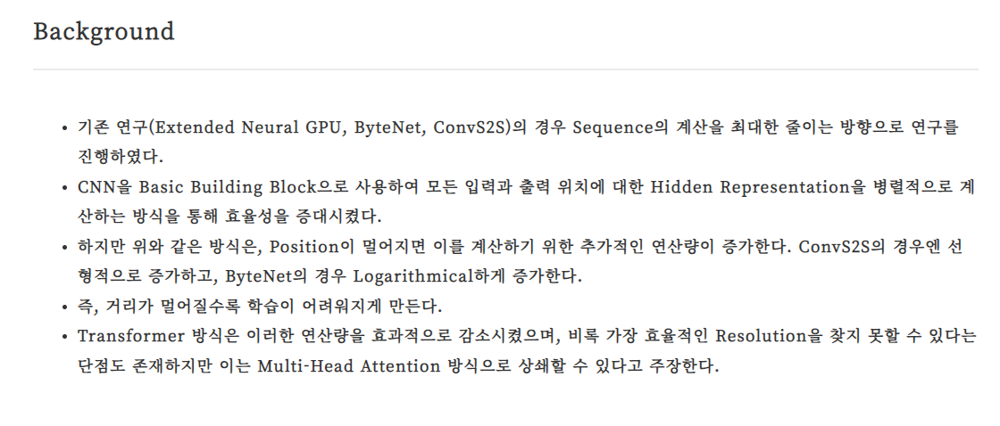 Background
• 기존 연구(Extended Neural GPU, ByteNet, ConvS2S)의 경우 Sequence의 계산을 최대한 줄이는 방향으로 연구를
진행하였다.
• CNN을 Basic Building Block으로 사용하여 모든 입력과 출력 위치에 대한 Hidden Representation을 병렬적으로 계
산하는 방식을 통해 효율성을 증대시켰다.
• 하지만 위와 같은 방식은, Position이 멀어지면 이를 계산하기 위한 추가적인 연산량이 증가한다. ConvS2S의 경우엔 선
형적으로 증가하고, ByteNet의 경우 Logarithmical하게 증가한다.
• 즉, 거리가 멀어질수록 학습이 어려워지게 만든다.
• Transformer 방식은 이러한 연산량을 효과적으로 감소시켰으며, 비록 가장 효율적인 Resolution을 찾지 못할 수 있다는
단점도 존재하지만 이는 Multi-Head Attention 방식으로 상쇄할 수 있다고 주장한다.